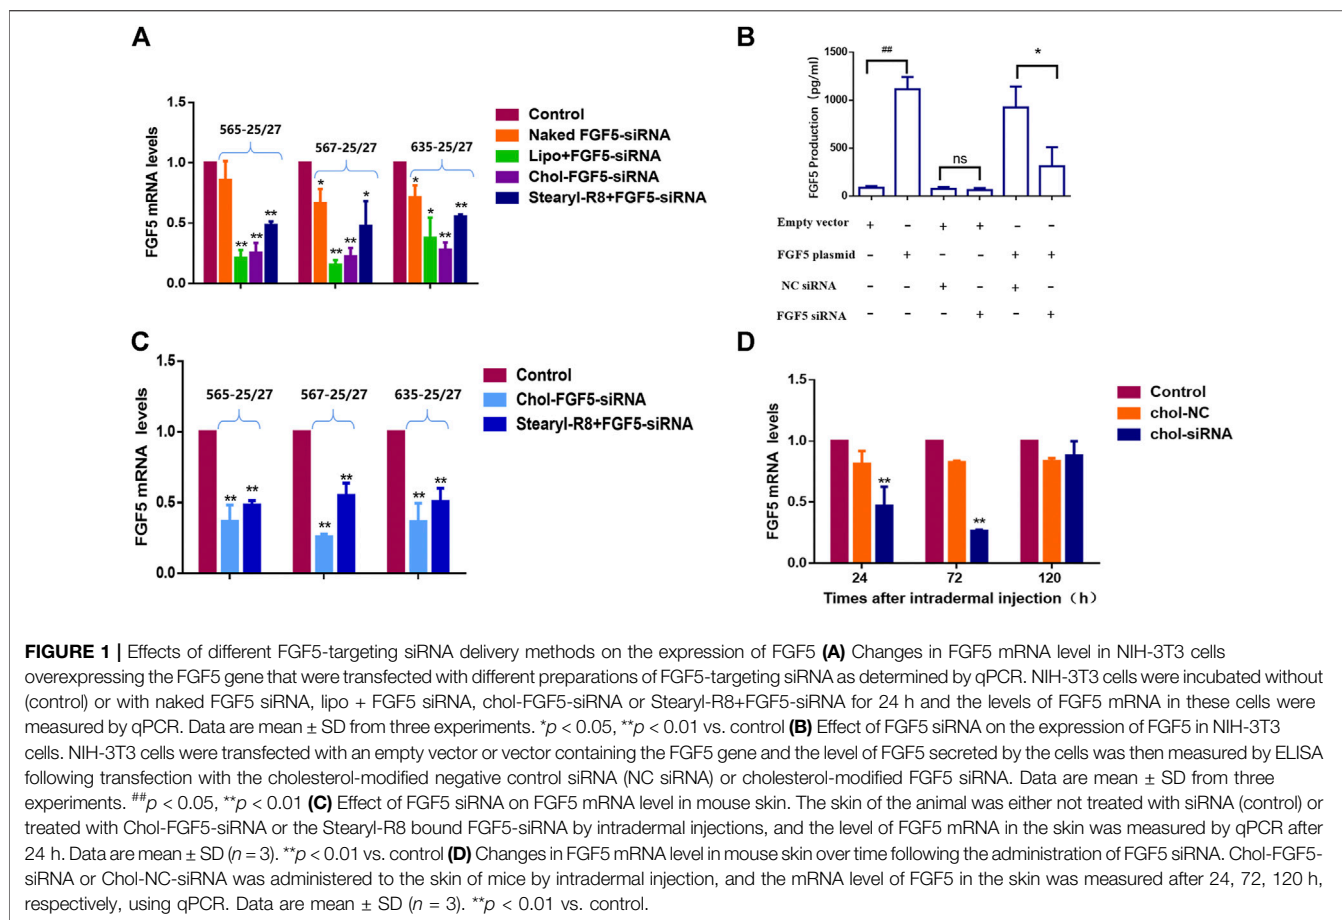 A
1.5
1.0
0.5
0.0
FGF5 mRNA levels
565-25/27
567-25/27
635-25/27
** ** **
* ** ** *
* * ** **
Control
Naked FGF5-siRNA
Lipo+FGF5-siRNA
Chol-FGF5-siRNA
Stearyl-R8+FGF5-siRNA
B
1500
1000
500
0
FGF5 Production (pg/ml)
##
ns
*
Empty vector + − + + − −
FGF5 plasmid − + − − + +
NC siRNA − − + − + −
FGF5 siRNA − − − + − +
C
1.5
1.0
0.5
0.0
FGF5 mRNA levels
565-25/27
567-25/27
635-25/27
** **
** **
** **
Control
Chol-FGF5-siRNA
Stearyl-R8+FGF5-siRNA
D
1.5
1.0
0.5
0.0
FGF5 mRNA levels
**
**
24 72 120
Times after intradermal injection (h)
Control
chol-NC
chol-siRNA
FIGURE 1 | Effects of different FGF5-targeting siRNA delivery methods on the expression of FGF5 (A) Changes in FGF5 mRNA level in NIH-3T3 cells
overexpressing the FGF5 gene that were transfected with different preparations of FGF5-targeting siRNA as determined by qPCR. NIH-3T3 cells were incubated without
(control) or with naked FGF5 siRNA, lipo + FGF5 siRNA, chol-FGF5-siRNA or Stearyl-R8+FGF5-siRNA for 24 h and the levels of FGF5 mRNA in these cells were
measured by qPCR. Data are mean ± SD from three experiments. *p < 0.05, **p < 0.01 vs. control (B) Effect of FGF5 siRNA on the expression of FGF5 in NIH-3T3
cells. NIH-3T3 cells were transfected with an empty vector or vector containing the FGF5 gene and the level of FGF5 secreted by the cells was then measured by ELISA
following transfection with the cholesterol-modified negative control siRNA (NC siRNA) or cholesterol-modified FGF5 siRNA. Data are mean ± SD from three
experiments. ##p < 0.05, **p < 0.01 (C) Effect of FGF5 siRNA on FGF5 mRNA level in mouse skin. The skin of the animal was either not treated with siRNA (control) or
treated with Chol-FGF5-siRNA or the Stearyl-R8 bound FGF5-siRNA by intradermal injections, and the level of FGF5 mRNA in the skin was measured by qPCR after
24 h. Data are mean ± SD (n = 3). **p < 0.01 vs. control (D) Changes in FGF5 mRNA level in mouse skin over time following the administration of FGF5 siRNA. Chol-FGF5-
siRNA or Chol-NC-siRNA was administered to the skin of mice by intradermal injection, and the mRNA level of FGF5 in the skin was measured after 24, 72, 120 h,
respectively, using qPCR. Data are mean ± SD (n = 3). **p < 0.01 vs. control.